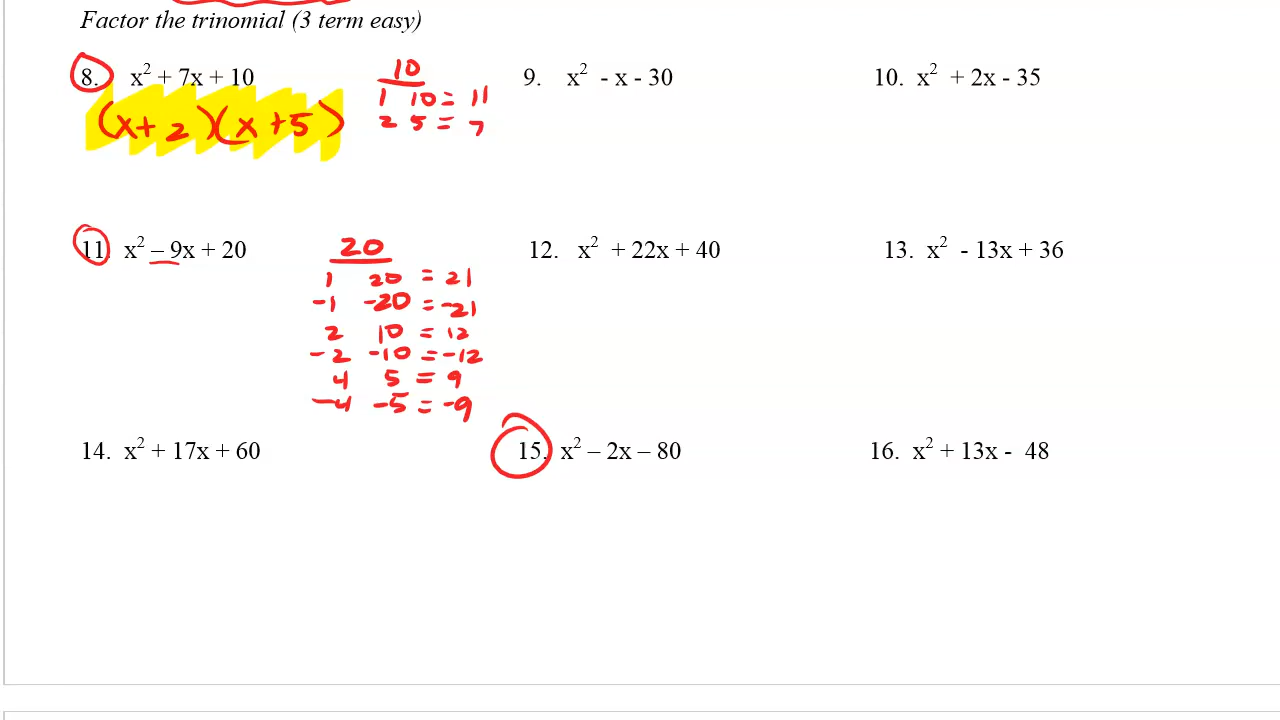 Factor the trinomial (3 term easy)
8. x² + 7x + 10
(x+2)(x+5)
10
1 10 = 11
2 5 = 7
9. x² - x - 30
10. x² + 2x - 35
11. x² – 9x + 20
20
1 20 = 21
-1 -20 = -21
2 10 = 12
-2 -10 = -12
4 5 = 9
-4 -5 = -9
12. x² + 22x + 40
13. x² - 13x + 36
14. x² + 17x + 60
15. x² – 2x – 80
16. x² + 13x - 48